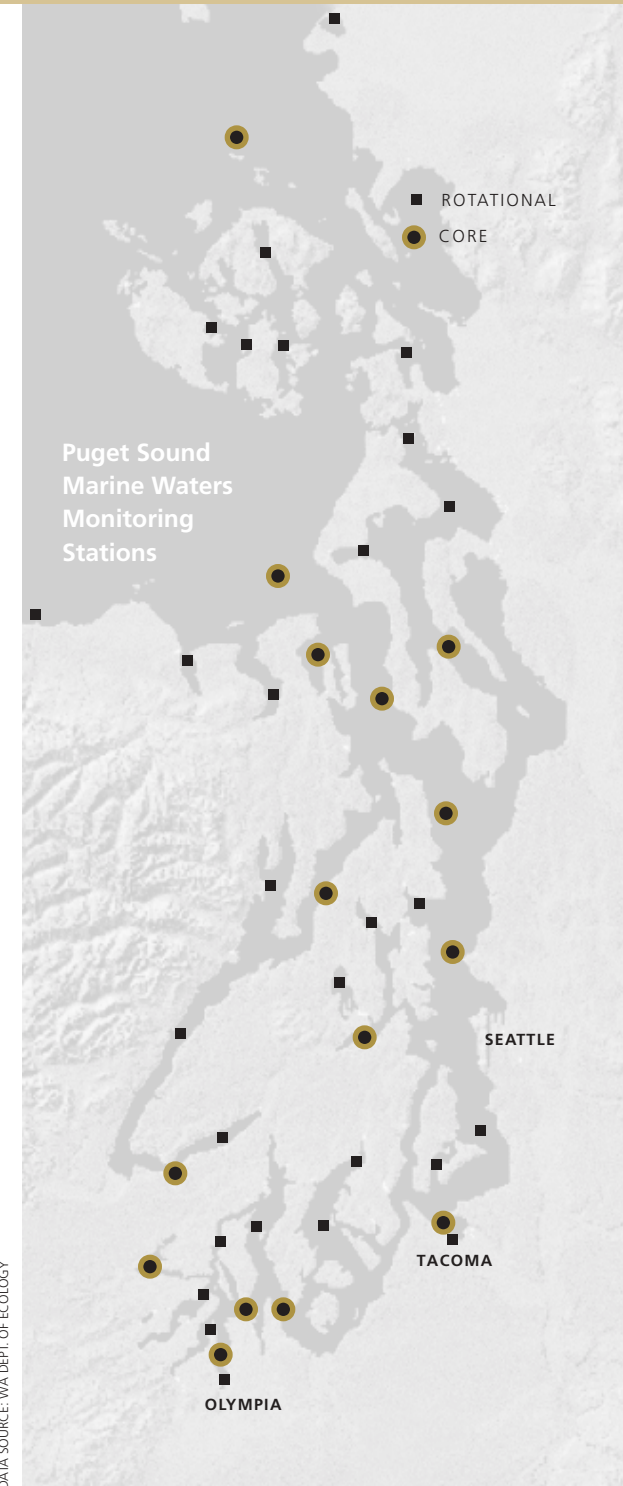 ROTATIONAL
CORE
Puget Sound
Marine Waters
Monitoring
Stations
SEATTLE
TACOMA
OLYMPIA
DATA SOURCE: WA DEPT. OF ECOLOGY